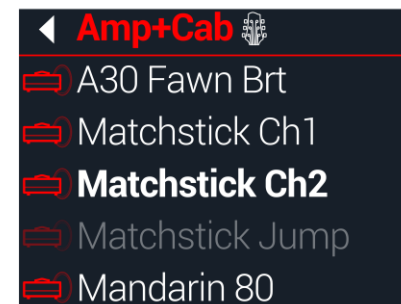 Amp+Cab
A30 Fawn Brt
Matchstick Ch1
Matchstick Ch2
Matchstick Jump
Mandarin 80